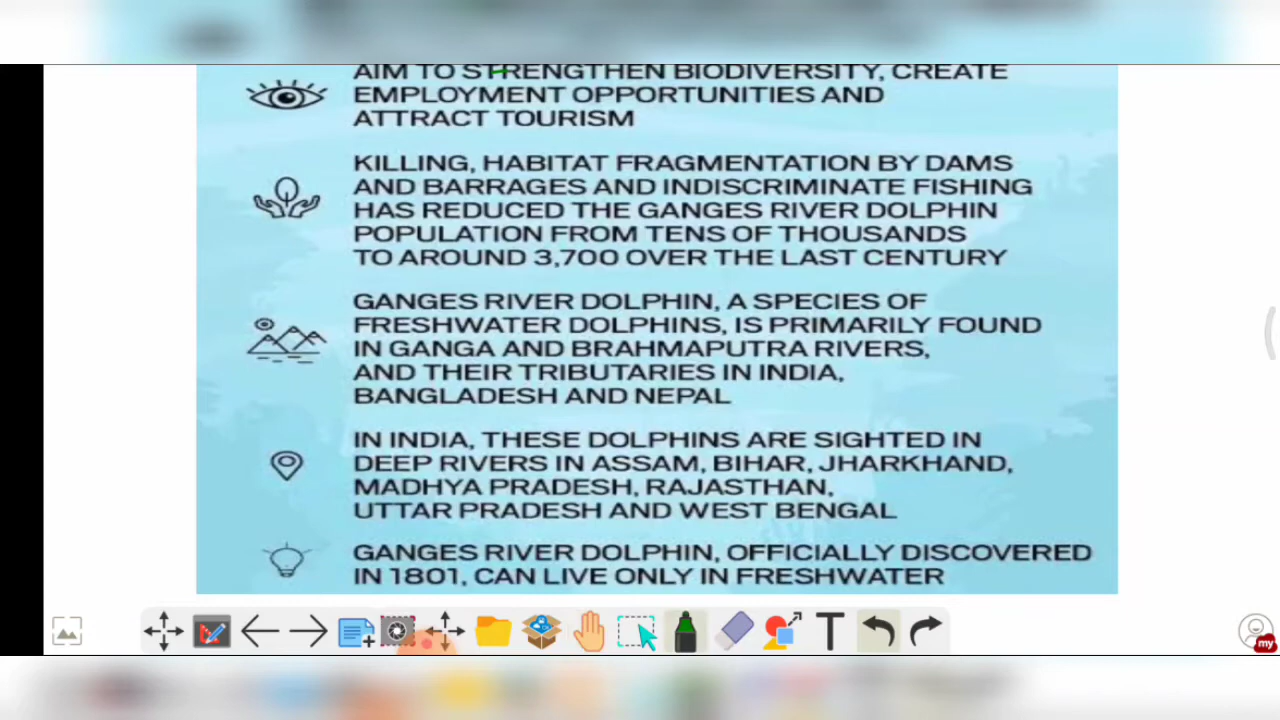 AIM TO STRENGTHEN BIODIVERSITY, CREATE
EMPLOYMENT OPPORTUNITIES AND
ATTRACT TOURISM
KILLING, HABITAT FRAGMENTATION BY DAMS
AND BARRAGES AND INDISCRIMINATE FISHING
HAS REDUCED THE GANGES RIVER DOLPHIN
POPULATION FROM TENS OF THOUSANDS
TO AROUND 3,700 OVER THE LAST CENTURY
GANGES RIVER DOLPHIN, A SPECIES OF
FRESHWATER DOLPHINS, IS PRIMARILY FOUND
IN GANGA AND BRAHMAPUTRA RIVERS,
AND THEIR TRIBUTARIES IN INDIA,
BANGLADESH AND NEPAL
IN INDIA, THESE DOLPHINS ARE SIGHTED IN
DEEP RIVERS IN ASSAM, BIHAR, JHARKHAND,
MADHYA PRADESH, RAJASTHAN,
UTTAR PRADESH AND WEST BENGAL
GANGES RIVER DOLPHIN, OFFICIALLY DISCOVERED
IN 1801, CAN LIVE ONLY IN FRESHWATER
T
my